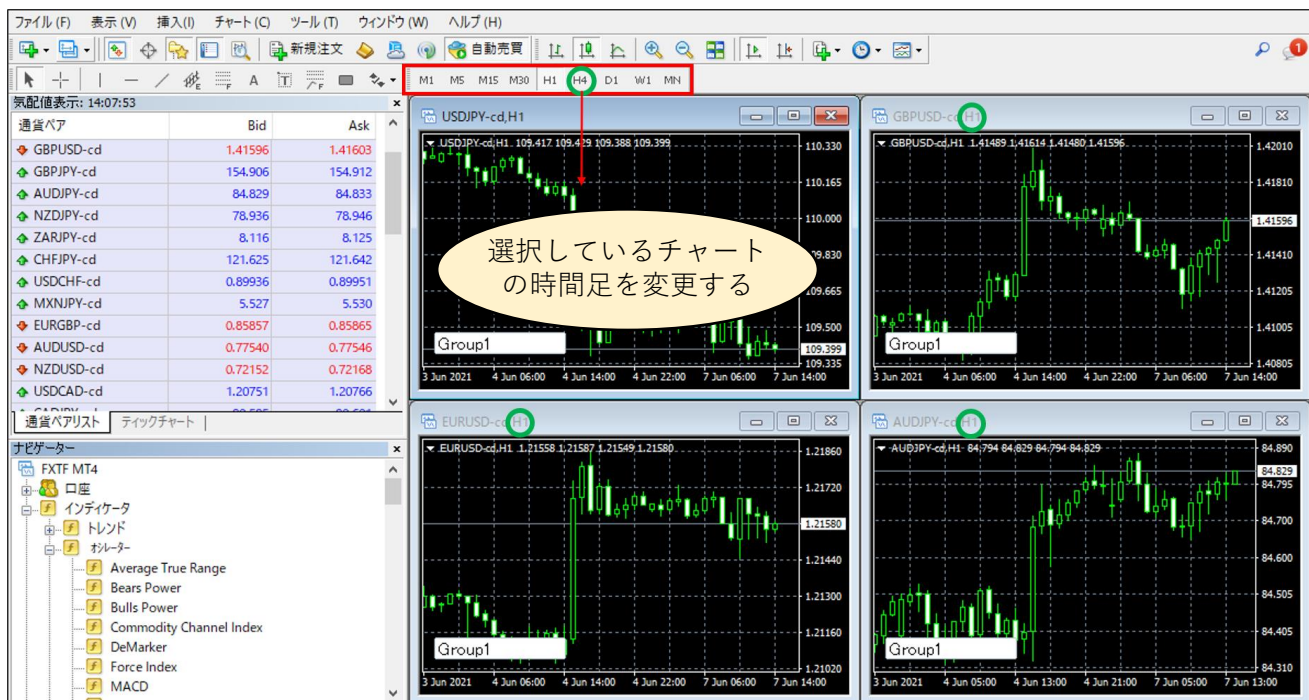 ファイル (F) 表示 (V) 挿入(I) チャート (C) ツール (T) ウィンドウ (W) ヘルプ (H)
新規注文 自動売買 1
A T M1 M5 M15 M30 H1 H4 D1 W1 MN
気配値表示: 14:07:53
通貨ペア Bid Ask
GBPUSD-cd 1.41596 1.41603
GBPJPY-cd 154.906 154.912
AUDJPY-cd 84.829 84.833
NZDJPY-cd 78.936 78.946
ZARJPY-cd 8.116 8.125
CHFJPY-cd 121.625 121.642
USDCHF-cd 0.89936 0.89951
MXNJPY-cd 5.527 5.530
EURGBP-cd 0.85857 0.85865
AUDUSD-cd 0.77540 0.77546
NZDUSD-cd 0.72152 0.72168
USDCAD-cd 1.20751 1.20766
通貨ペアリスト ティックチャート
ナビゲーター
FXTF MT4
口座
インディケータ
トレンド
オシレーター
Average True Range
Bears Power
Bulls Power
Commodity Channel Index
DeMarker
Force Index
MACD
USDJPY-cd,H1
USDJPY-cd,H1 109.417 109.429 109.388 109.399
110.330
110.165
110.000
109.830
109.665
109.500
109.399
109.335
選択しているチャート
の時間足を変更する
Group1
3 Jun 2021 4 Jun 06:00 4 Jun 14:00 4 Jun 22:00 7 Jun 06:00 7 Jun 14:00
GBPUSD-cd,H1
GBPUSD-cd,H1 1.41489 1.41614 1.41480 1.41596
1.42010
1.41810
1.41596
1.41410
1.41205
1.41005
1.40805
Group1
3 Jun 2021 4 Jun 06:00 4 Jun 14:00 4 Jun 22:00 7 Jun 06:00 7 Jun 14:00
EURUSD-cd,H1
EURUSD-cd,H1 1.21558 1.21587 1.21549 1.21580
1.21860
1.21720
1.21580
1.21440
1.21300
1.21160
1.21020
Group1
3 Jun 2021 4 Jun 06:00 4 Jun 14:00 4 Jun 22:00 7 Jun 06:00 7 Jun 14:00
AUDJPY-cd,H1
AUDJPY-cd,H1 84.794 84.829 84.794 84.829
84.890
84.829
84.795
84.700
84.600
84.505
84.405
84.310
Group1
3 Jun 2021 4 Jun 05:00 4 Jun 13:00 4 Jun 21:00 7 Jun 05:00 7 Jun 13:00